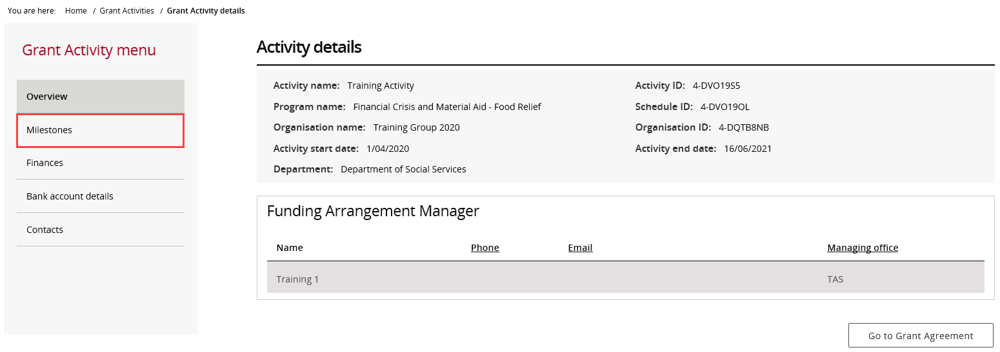 You are here: Home / Grant Activities / Grant Activity details
Grant Activity menu
Overview
Milestones
Finances
Bank account details
Contacts
Activity details
Activity name: Training Activity
Activity ID: 4-DVO19S5
Program name: Financial Crisis and Material Aid - Food Relief
Schedule ID: 4-DVO19OL
Organisation name: Training Group 2020
Organisation ID: 4-DQTB8NB
Activity start date: 1/04/2020
Activity end date: 16/06/2021
Department: Department of Social Services
Funding Arrangement Manager
Name Phone Email Managing office
Training 1 TAS
Go to Grant Agreement